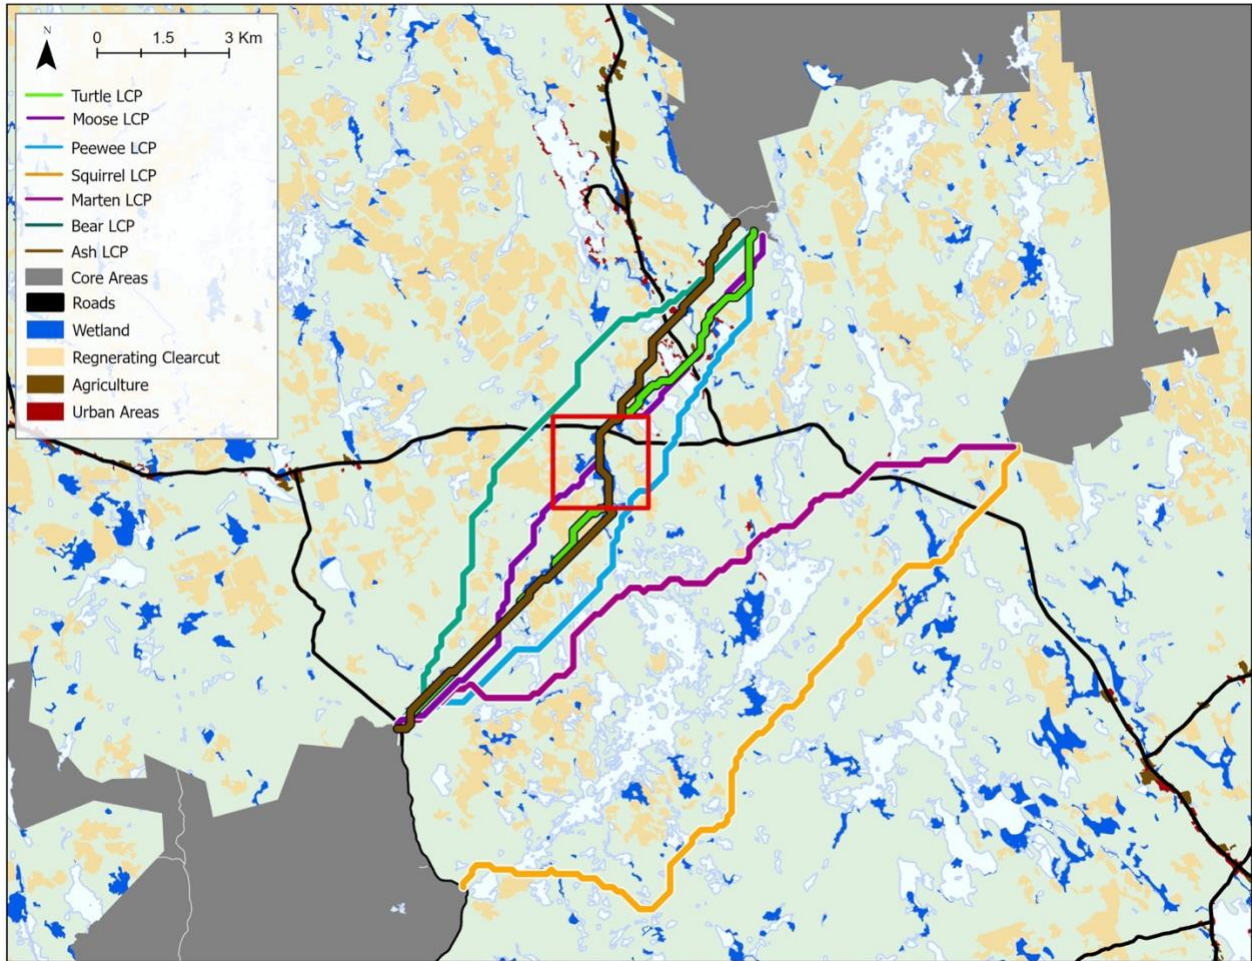 N
0 1.5 3 Km
Turtle LCP
Moose LCP
Peewee LCP
Squirrel LCP
Marten LCP
Bear LCP
Ash LCP
Core Areas
Roads
Wetland
Regnerating Clearcut
Agriculture
Urban Areas